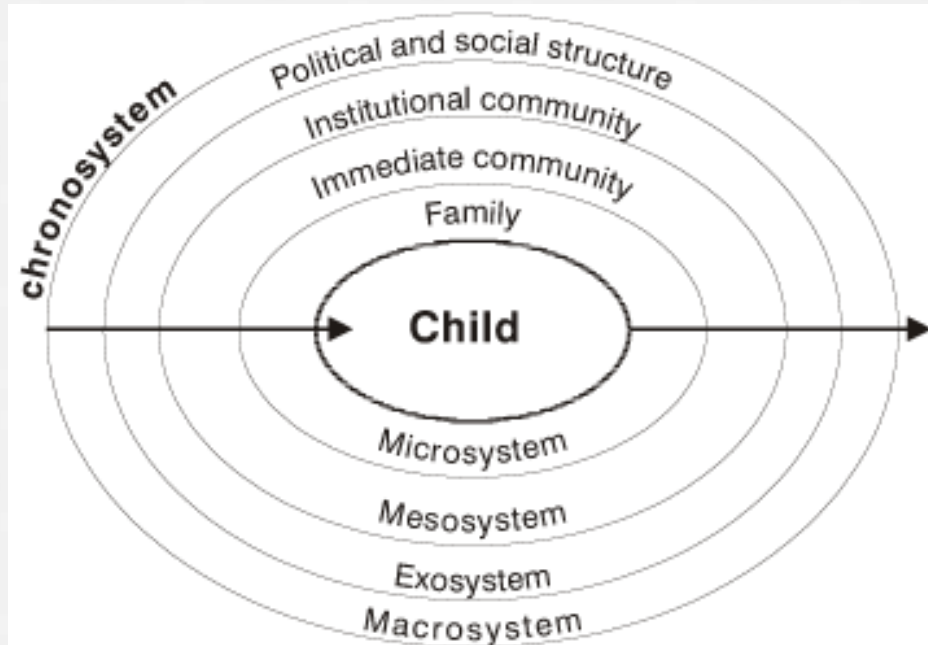 Political and social structure
Institutional community
Immediate community
Family
chronosystem
Child
Microsystem
Mesosystem
Exosystem
Macrosystem